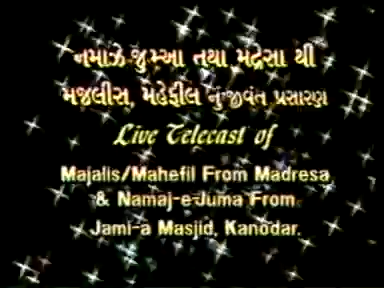 નમાઝે જુમ્આ તથા મદ્રેસા થી
મજલીસ, મહેફીલ નું જીવંત પ્રસારણ
Live Telecast of
Majalis/Mahefil From Madresa
& Namaj-e-Juma From
Jami-a Masjid, Kanodar.